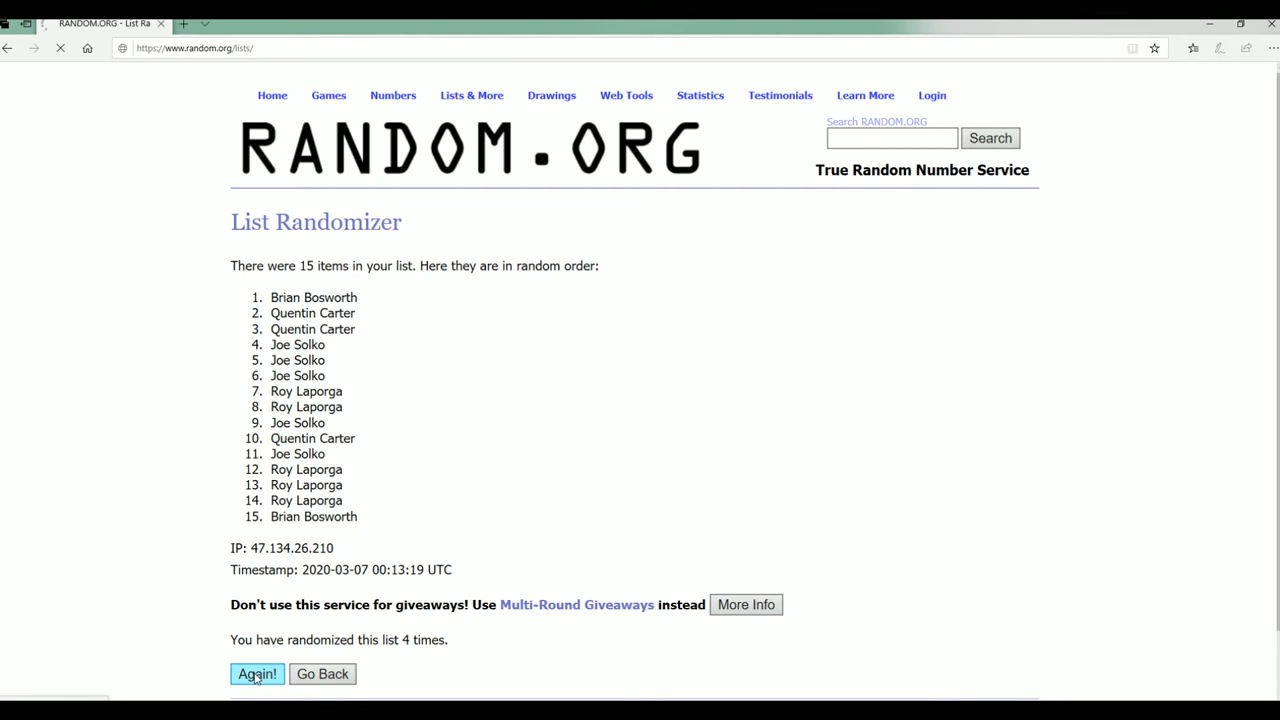 RANDOM.ORG - List Ra
https://www.random.org/lists/
Home Games Numbers Lists & More Drawings Web Tools Statistics Testimonials Learn More Login
RANDOM.ORG
Search RANDOM.ORG
Search
True Random Number Service
List Randomizer
There were 15 items in your list. Here they are in random order:
1. Brian Bosworth
2. Quentin Carter
3. Quentin Carter
4. Joe Solko
5. Joe Solko
6. Joe Solko
7. Roy Laporga
8. Roy Laporga
9. Joe Solko
10. Quentin Carter
11. Joe Solko
12. Roy Laporga
13. Roy Laporga
14. Roy Laporga
15. Brian Bosworth
IP: 47.134.26.210
Timestamp: 2020-03-07 00:13:19 UTC
Don't use this service for giveaways! Use Multi-Round Giveaways instead More Info
You have randomized this list 4 times.
Again! Go Back